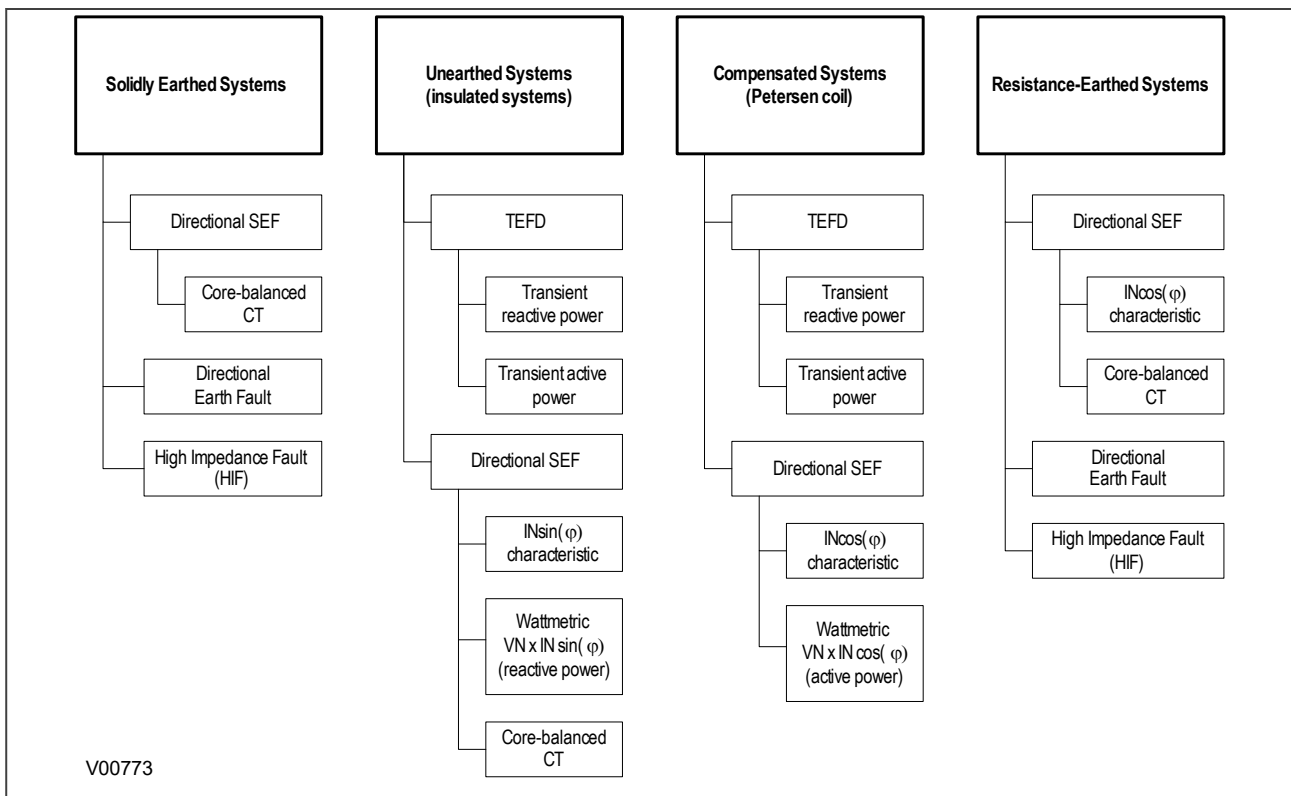 Solidly Earthed Systems
Directional SEF
Core-balanced
CT
Directional
Earth Fault
High Impedance Fault
(HIF)
Unearthed Systems
(insulated systems)
TEFD
Transient
reactive power
Transient active
power
Directional SEF
INsin(φ)
characteristic
Wattmetric
VN x IN sin( φ)
(reactive power)
Core-balanced
CT
Compensated Systems
(Petersen coil)
TEFD
Transient
reactive power
Transient active
power
Directional SEF
INcos(φ)
characteristic
Wattmetric
VN x IN cos( φ)
(active power)
Resistance-Earthed Systems
Directional SEF
INcos(φ)
characteristic
Core-balanced
CT
Directional
Earth Fault
High Impedance Fault
(HIF)
V00773